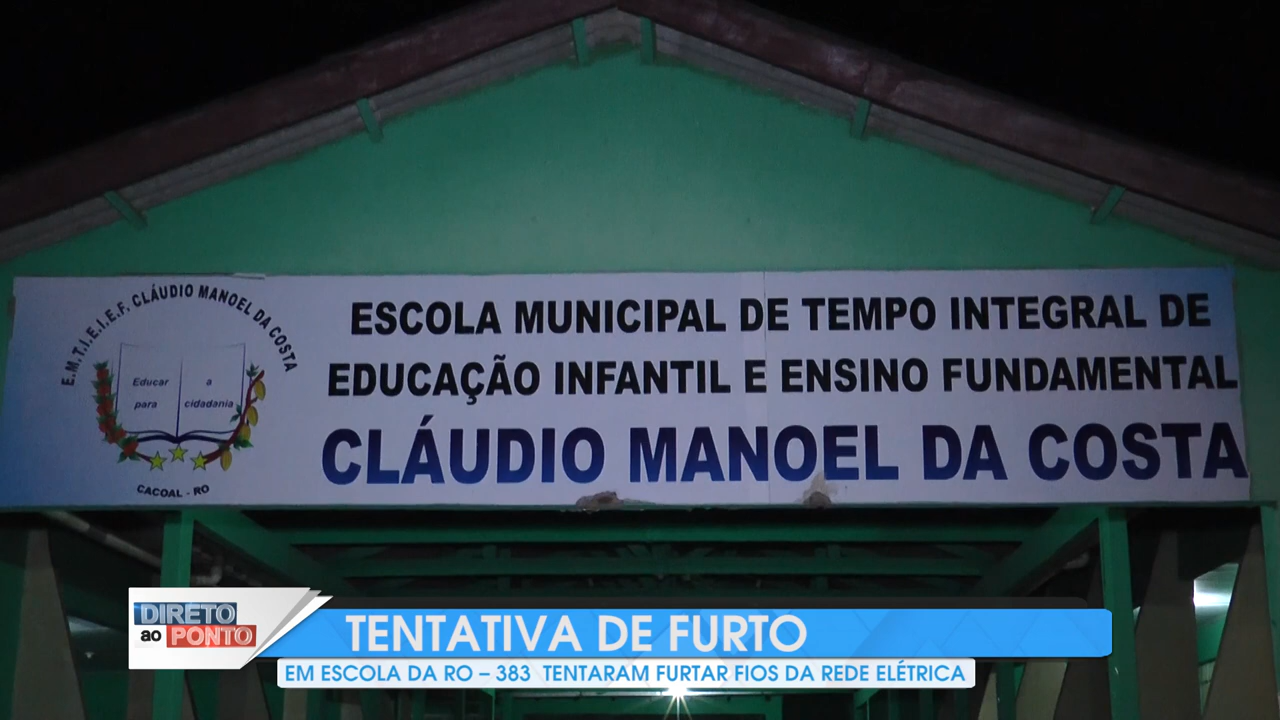 E.M.T.I.E.I.E.F. CLÁUDIO MANOEL DA COSTA
Educar a
para cidadania
CACOAL - RO
ESCOLA MUNICIPAL DE TEMPO INTEGRAL DE
EDUCAÇÃO INFANTIL E ENSINO FUNDAMENTAL
CLÁUDIO MANOEL DA COSTA
DIRETO
ao PONTO
TENTATIVA DE FURTO
EM ESCOLA DA RO – 383 TENTARAM FURTAR FIOS DA REDE ELÉTRICA